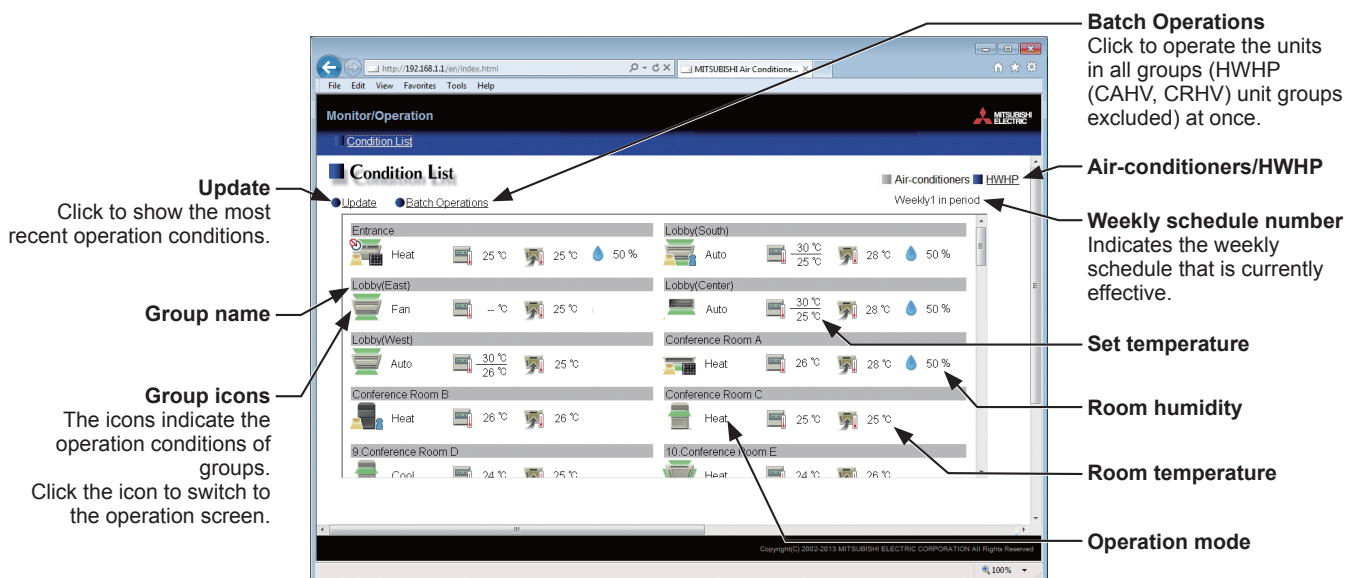 Batch Operations
Click to operate the units
in all groups (HWHP
(CAHV, CRHV) unit groups
excluded) at once.
http://192.168.1.1/en/index.html
MITSUBISHI Air Conditione...
File Edit View Favorites Tools Help
Monitor/Operation
MITSUBISHI
ELECTRIC
Condition List
Condition List
Air-conditioners HWHP
Air-conditioners/HWHP
Update
Click to show the most
recent operation conditions.
Update Batch Operations
Weekly1 in period
Weekly schedule number
Indicates the weekly
schedule that is currently
effective.
Entrance
Heat 25 °C 25 °C 50 %
Lobby(South)
Auto 30 °C 25 °C 28 °C 50 %
Lobby(East)
Fan -- °C 25 °C
Lobby(Center)
Auto 30 °C 25 °C 28 °C 50 %
Group name
Set temperature
Lobby(West)
Auto 30 °C 26 °C 25 °C
Conference Room A
Heat 26 °C 28 °C 50 %
Group icons
The icons indicate the
operation conditions of
groups.
Click the icon to switch to
the operation screen.
Room humidity
Conference Room B
Heat 26 °C 26 °C
Conference Room C
Heat 25 °C 25 °C
Room temperature
9.Conference Room D
Cool 24 °C 25 °C
10.Conference Room E
Heat 24 °C 26 °C
Operation mode
Copyright(C) 2002-2013 MITSUBISHI ELECTRIC CORPORATION All Rights Reserved
100%